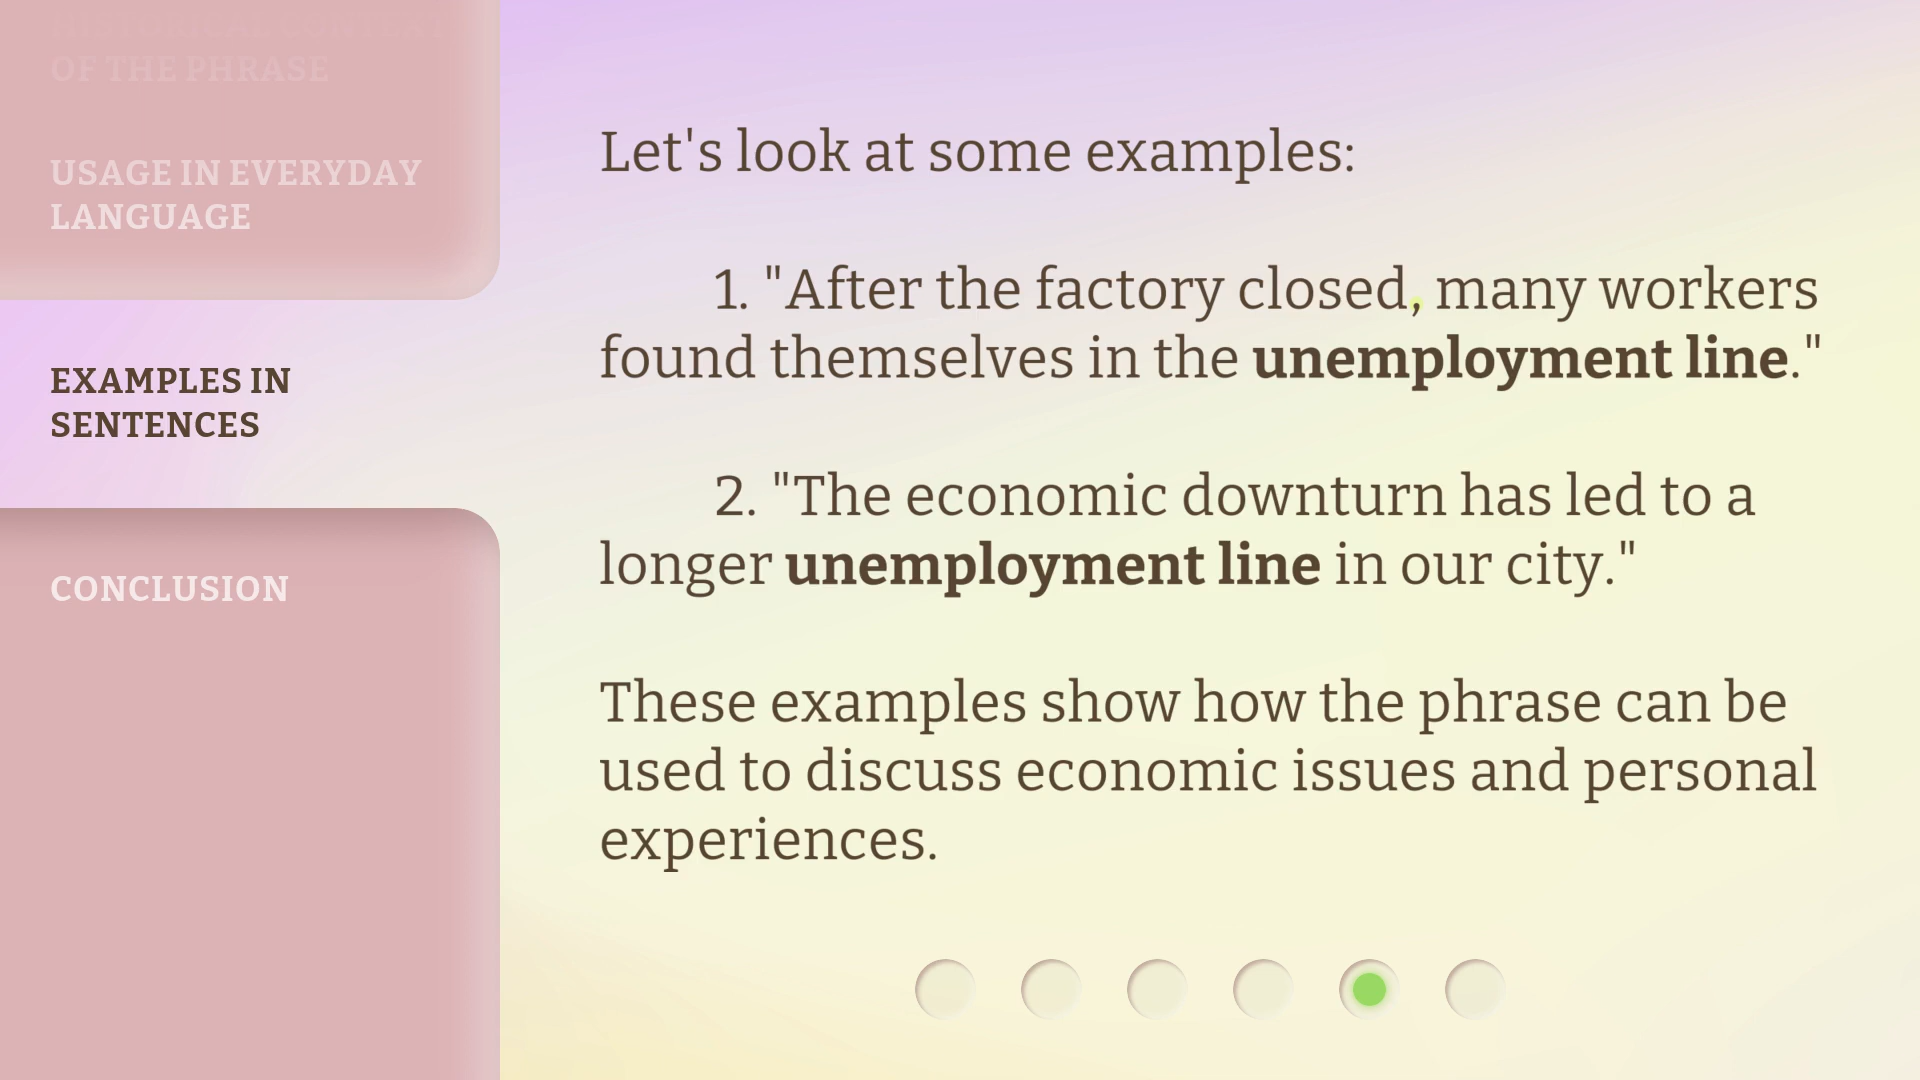 HISTORICAL CONTEXT
OF THE PHRASE
USAGE IN EVERYDAY
LANGUAGE
EXAMPLES IN
SENTENCES
CONCLUSION
Let's look at some examples:
1. "After the factory closed, many workers
found themselves in the unemployment line."
2. "The economic downturn has led to a
longer unemployment line in our city."
These examples show how the phrase can be
used to discuss economic issues and personal
experiences.